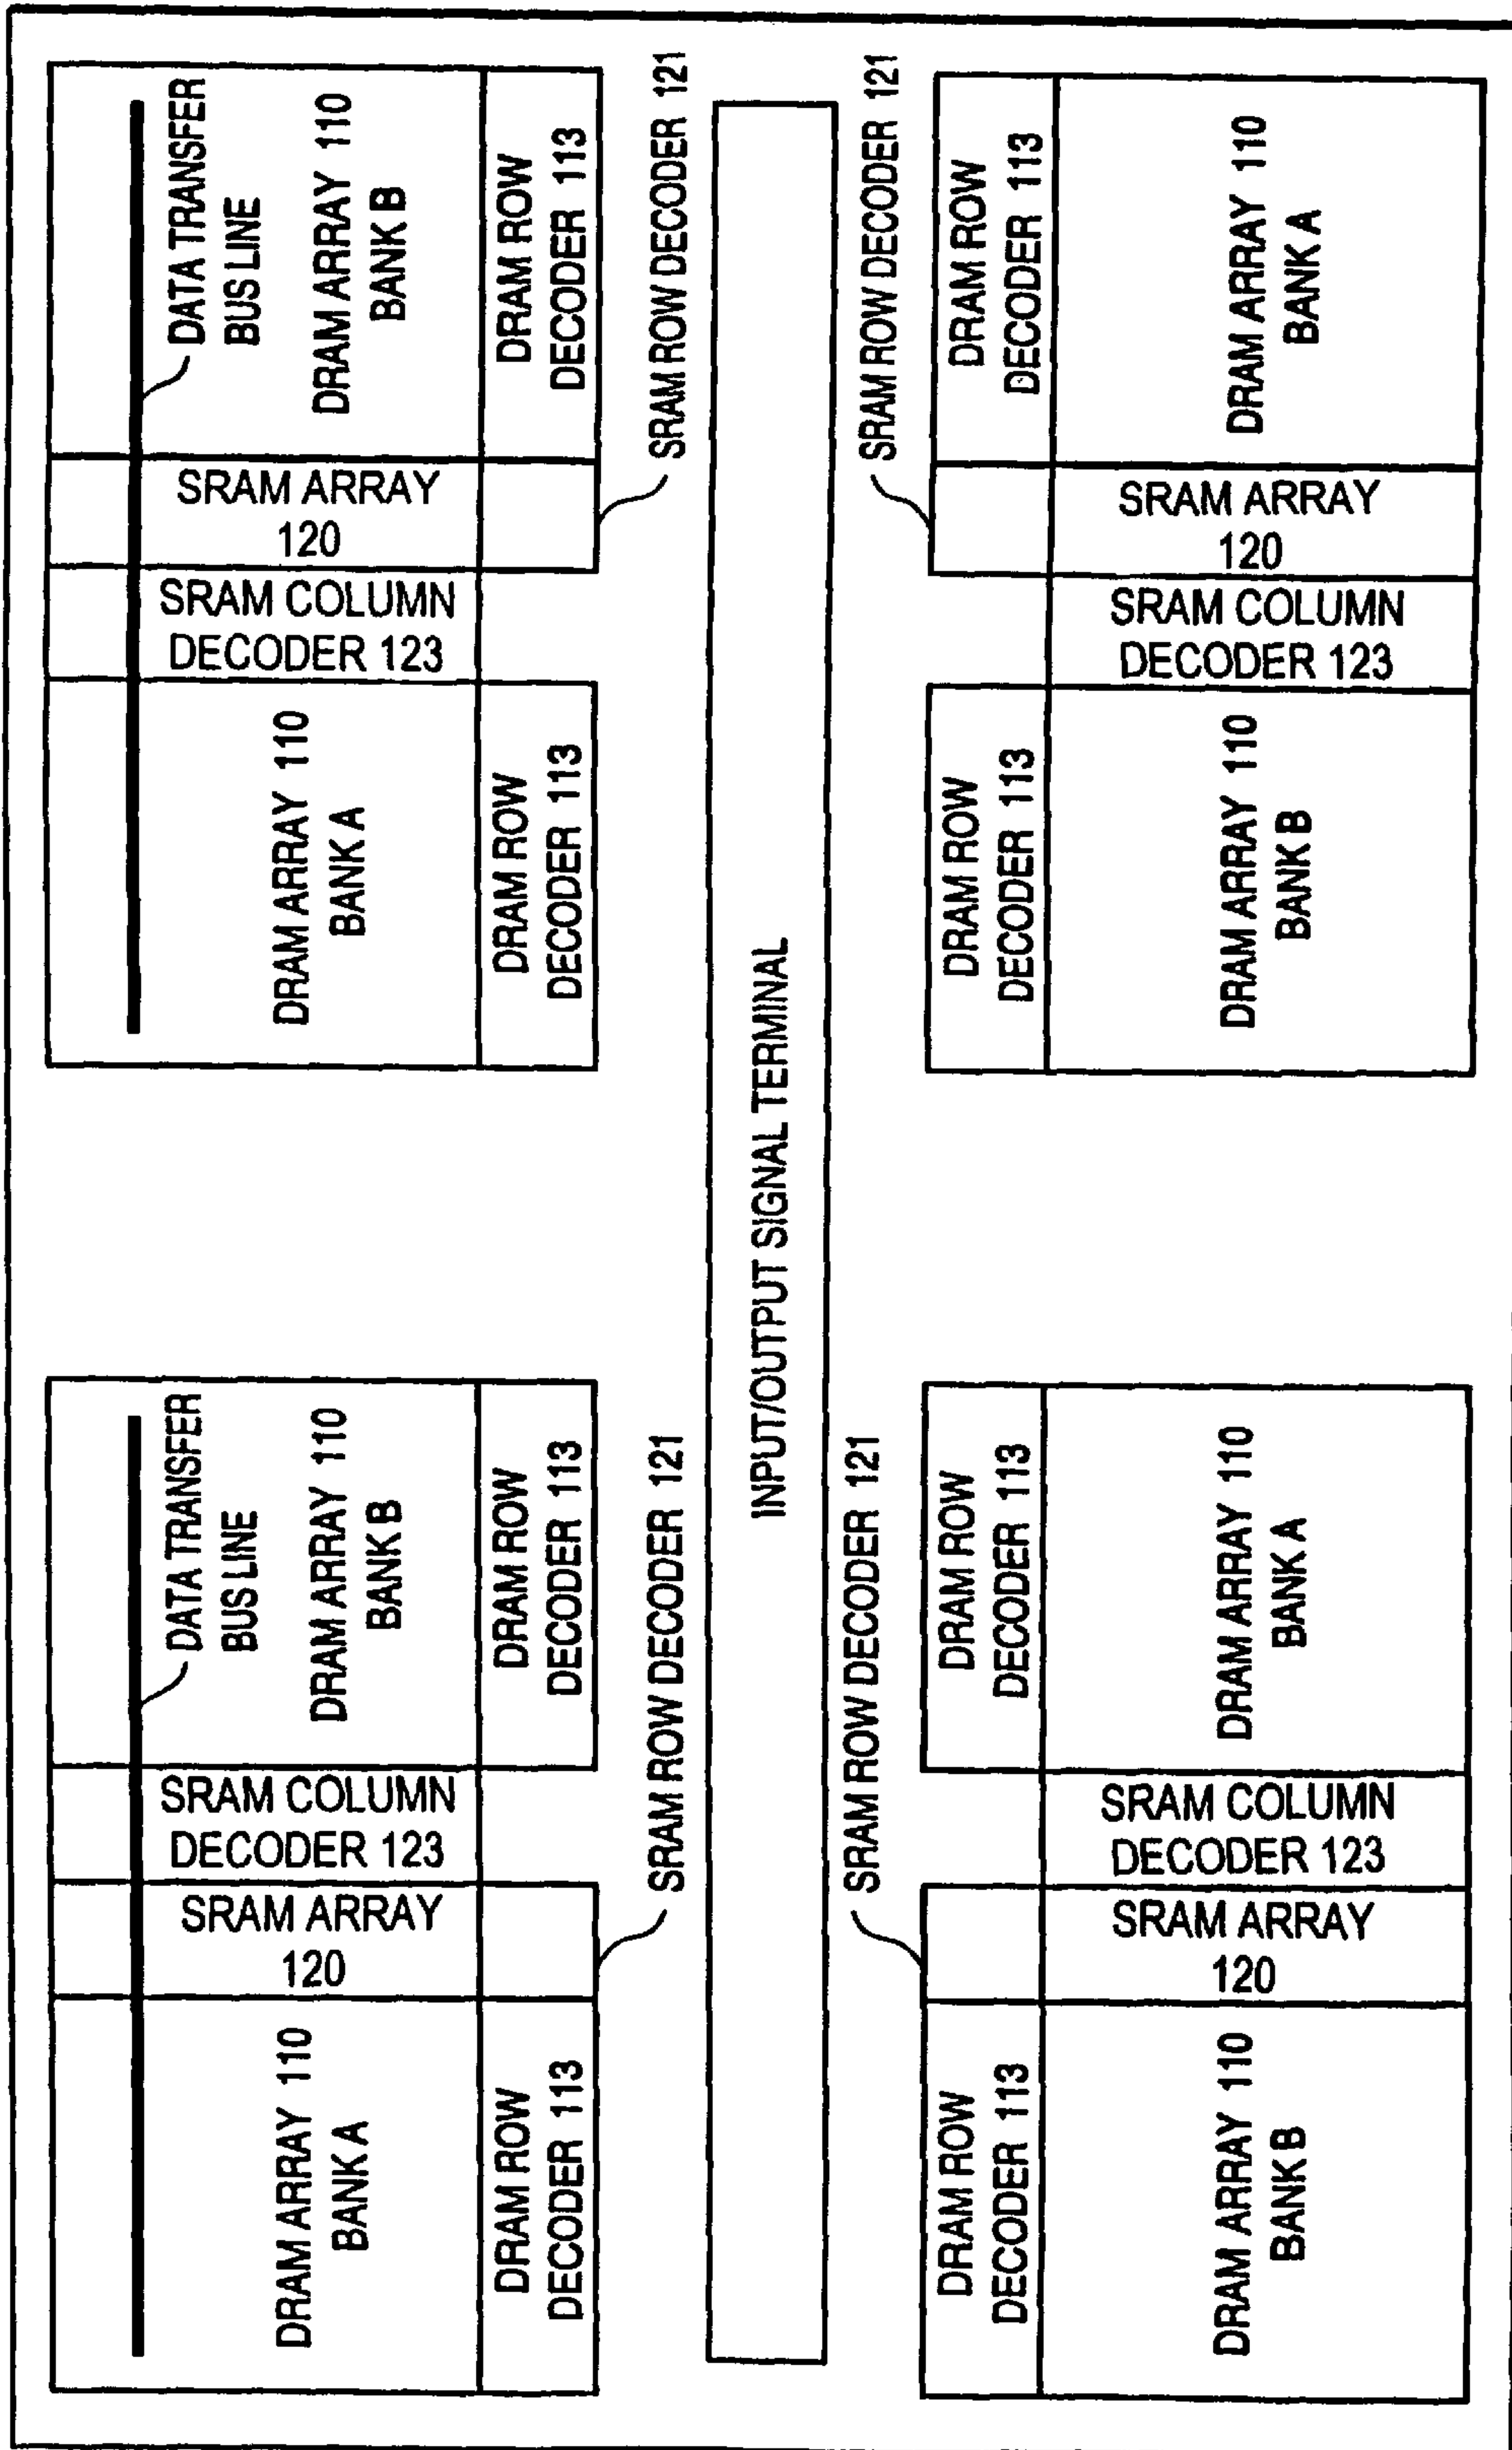 DRAM ARRAY 110
BANK A
SRAM ARRAY
120
SRAM COLUMN
DECODER 123
DATA TRANSFER
BUS LINE
DRAM ARRAY 110
BANK B
DRAM ROW
DECODER 113
DRAM ROW
DECODER 113
SRAM ROW DECODER 121
DRAM ARRAY 110
BANK A
SRAM COLUMN
DECODER 123
SRAM ARRAY
120
DATA TRANSFER
BUS LINE
DRAM ARRAY 110
BANK B
DRAM ROW
DECODER 113
DRAM ROW
DECODER 113
SRAM ROW DECODER 121
INPUT/OUTPUT SIGNAL TERMINAL
SRAM ROW DECODER 121
DRAM ROW
DECODER 113
DRAM ROW
DECODER 113
DRAM ARRAY 110
BANK B
SRAM ARRAY
120
SRAM COLUMN
DECODER 123
DRAM ARRAY 110
BANK A
SRAM ROW DECODER 121
DRAM ROW
DECODER 113
DRAM ROW
DECODER 113
DRAM ARRAY 110
BANK B
SRAM COLUMN
DECODER 123
SRAM ARRAY
120
DRAM ARRAY 110
BANK A